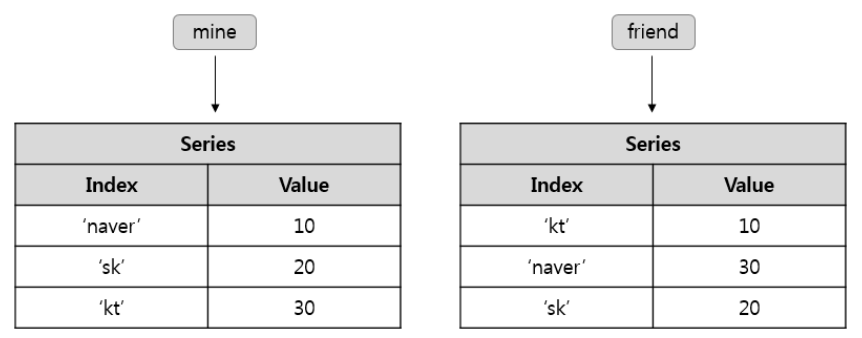 mine
friend
Series
Index Value
‘naver’ 10
‘sk’ 20
‘kt’ 30
Series
Index Value
‘kt’ 10
‘naver’ 30
‘sk’ 20